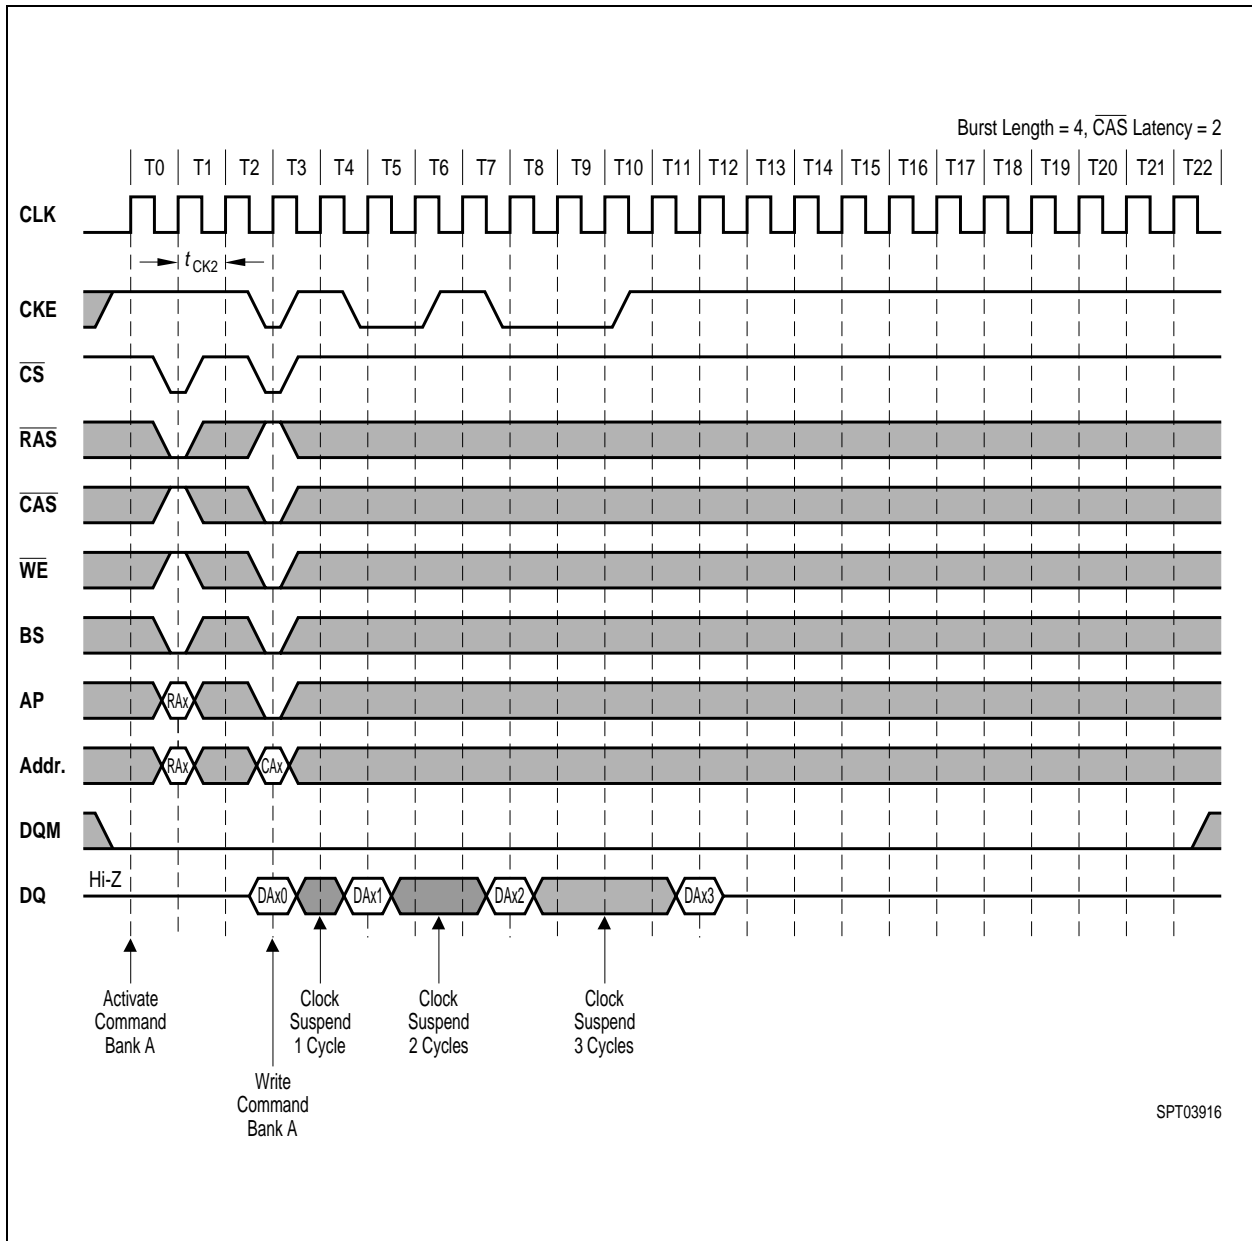 Burst Length = 4, CAS Latency = 2
T0 T1 T2 T3 T4 T5 T6 T7 T8 T9 T10 T11 T12 T13 T14 T15 T16 T17 T18 T19 T20 T21 T22
CLK
tCK2
CKE
CS
RAS
CAS
WE
BS
AP RAx
Addr. RAx CAx
DQM
Hi-Z
DQ DAx0 DAx1 DAx2 DAx3
Activate
Command
Bank A
Write
Command
Bank A
Clock
Suspend
1 Cycle
Clock
Suspend
2 Cycles
Clock
Suspend
3 Cycles
SPT03916